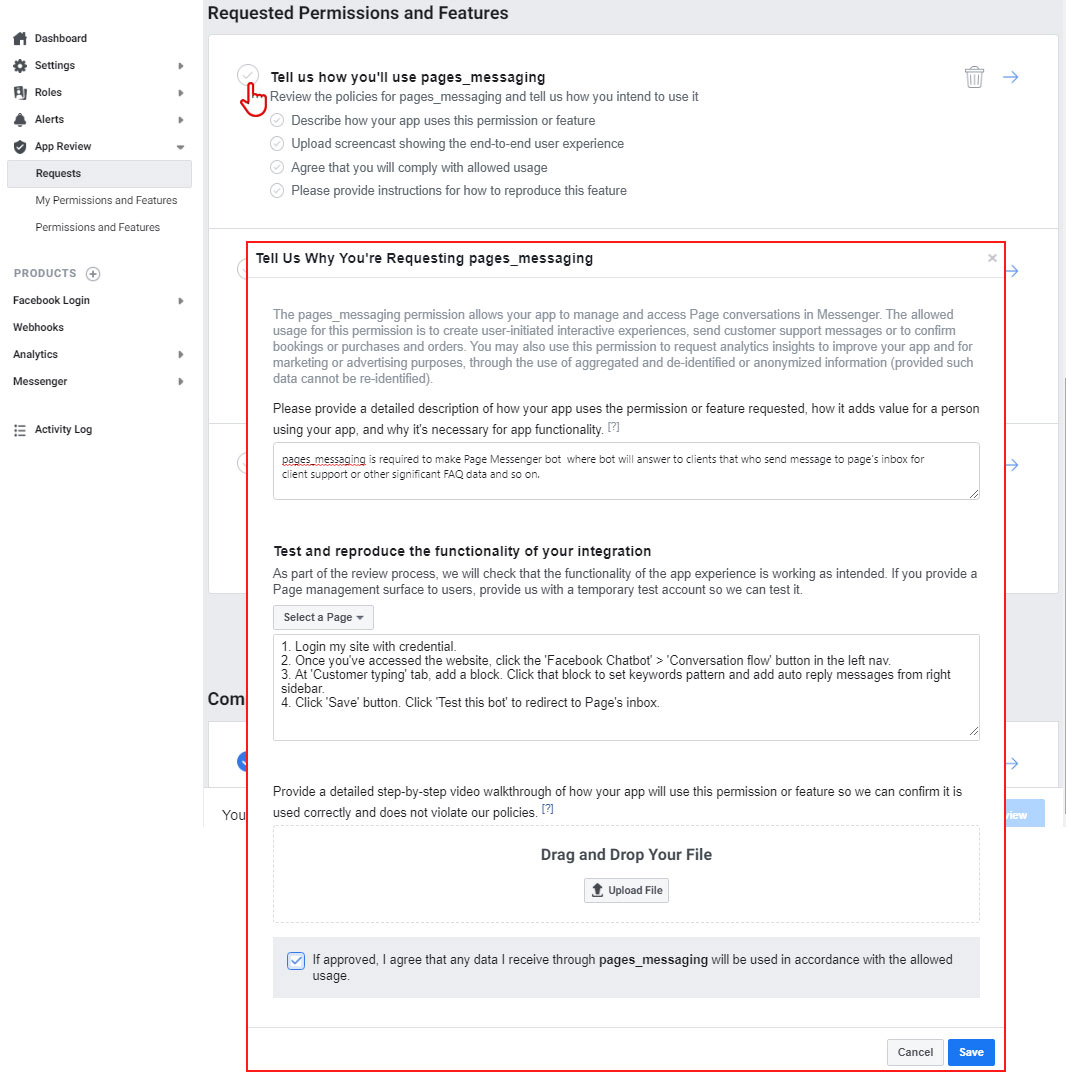 Dashboard
Settings
Roles
Alerts
App Review
Requests
My Permissions and Features
Permissions and Features
PRODUCTS
Facebook Login
Webhooks
Analytics
Messenger
Activity Log
Requested Permissions and Features
Tell us how you'll use pages_messaging
Review the policies for pages_messaging and tell us how you intend to use it
Describe how your app uses this permission or feature
Upload screencast showing the end-to-end user experience
Agree that you will comply with allowed usage
Please provide instructions for how to reproduce this feature
Tell Us Why You're Requesting pages_messaging
The pages_messaging permission allows your app to manage and access Page conversations in Messenger. The allowed
usage for this permission is to create user-initiated interactive experiences, send customer support messages or to confirm
bookings or purchases and orders. You may also use this permission to request analytics insights to improve your app and for
marketing or advertising purposes, through the use of aggregated and de-identified or anonymized information (provided such
data cannot be re-identified).
Please provide a detailed description of how your app uses the permission or feature requested, how it adds value for a person
using your app, and why it's necessary for app functionality. [?]
pages_messaging is required to make Page Messenger bot  where bot will answer to clients that who send message to page's inbox for
client support or other significant FAQ data and so on.
Test and reproduce the functionality of your integration
As part of the review process, we will check that the functionality of the app experience is working as intended. If you provide a
Page management surface to users, provide us with a temporary test account so we can test it.
Select a Page
1. Login my site with credential.
2. Once you've accessed the website, click the 'Facebook Chatbot' > 'Conversation flow' button in the left nav.
3. At 'Customer typing' tab, add a block. Click that block to set keywords pattern and add auto reply messages from right
sidebar.
4. Click 'Save' button. Click 'Test this bot' to redirect to Page's inbox.
Com
You
view
Provide a detailed step-by-step video walkthrough of how your app will use this permission or feature so we can confirm it is
used correctly and does not violate our policies. [?]
Drag and Drop Your File
Upload File
If approved, I agree that any data I receive through pages_messaging will be used in accordance with the allowed
usage.
Cancel
Save